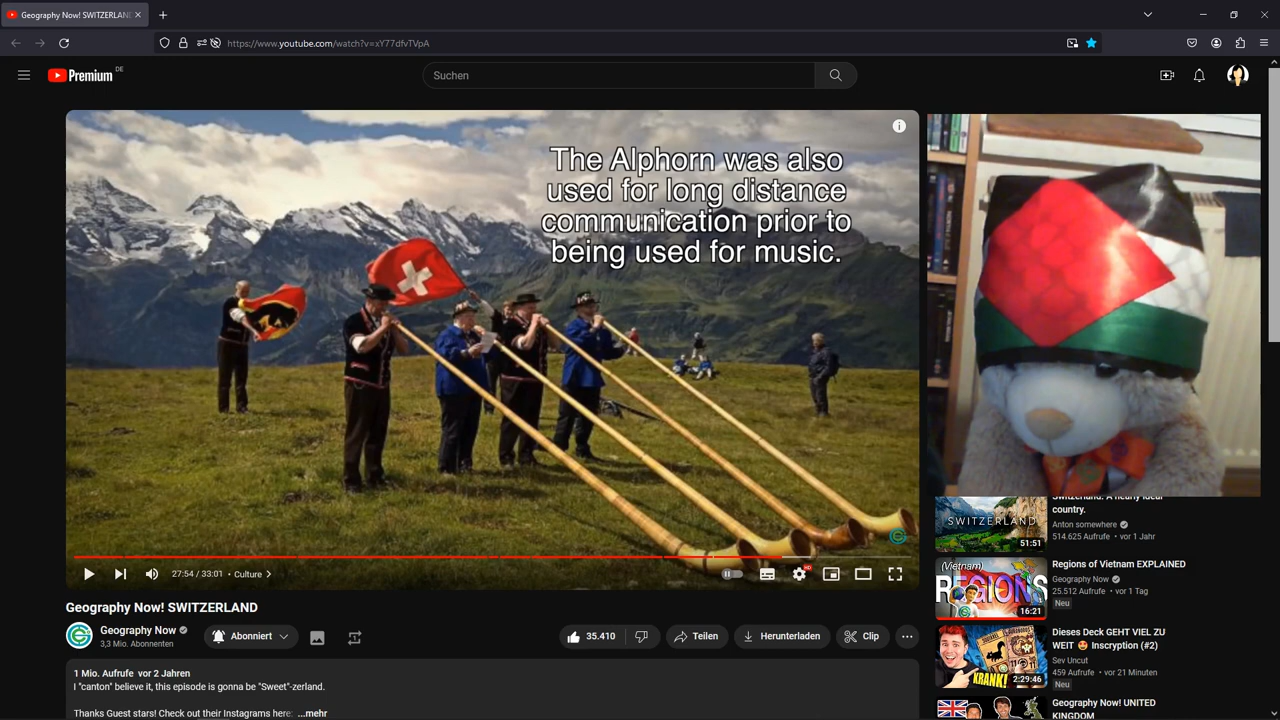 Geography Now! SWITZERLAND
https://www.youtube.com/watch?v=xY77dfvTVpA
Premium DE
Suchen
The Alphorn was also
used for long distance
communication prior to
being used for music.
HD
27:54 / 33:01 • Culture
Geography Now! SWITZERLAND
Geography Now
3,3 Mio. Abonnenten
Abonniert
35.410
Teilen
Herunterladen
Clip
1 Mio. Aufrufe vor 2 Jahren
I "canton" believe it, this episode is gonna be "Sweet"-zerland.
Thanks Guest stars! Check out their Instagrams here: ...mehr
SWITZERLAND
51:51
Switzerland. A nearly ideal
country.
Anton somewhere
514.625 Aufrufe • vor 1 Jahr
(Vietnam)
REGIONS
16:21
Regions of Vietnam EXPLAINED
Geography Now
25.512 Aufrufe • vor 1 Tag
Neu
KRANK!
2:29:46
Dieses Deck GEHT VIEL ZU
WEIT 🤩 Inscryption (#2)
Sev Uncut
459 Aufrufe • vor 21 Minuten
Neu
Geography Now! UNITED
KINGDOM